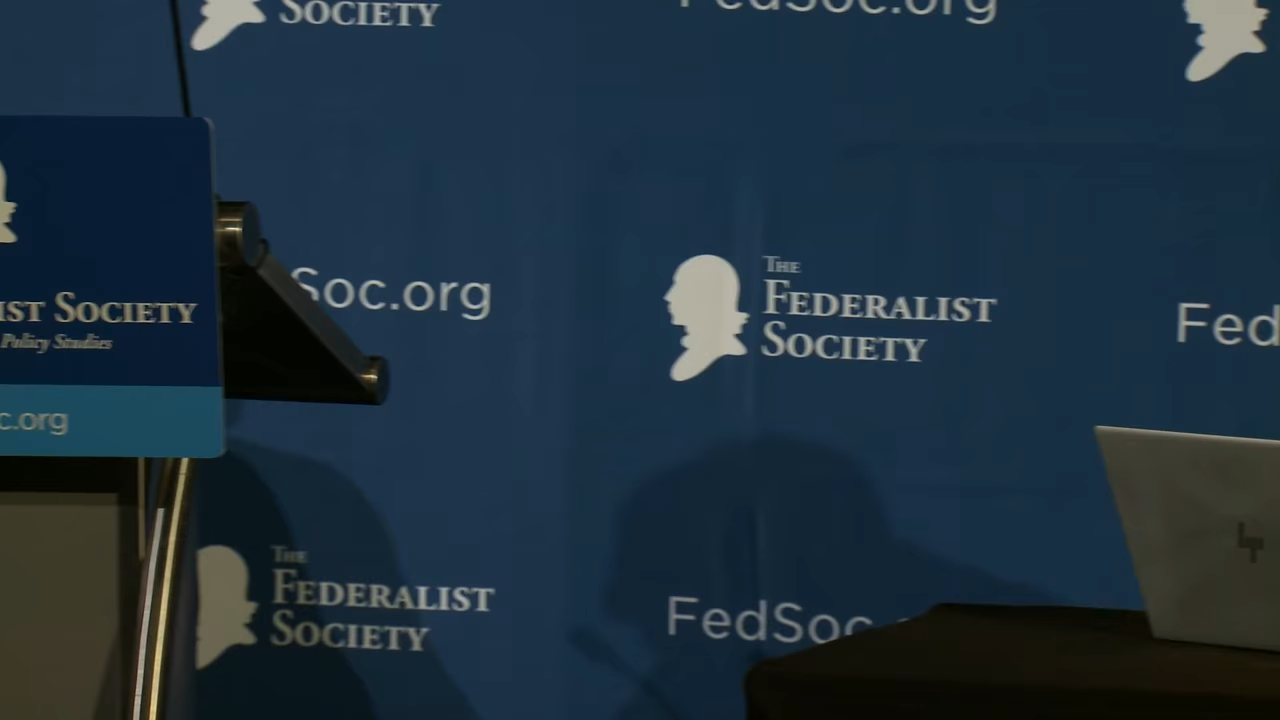 SOCIETY
FedSoc.org
IST SOCIETY
Policy Studies
c.org
Soc.org
THE
FEDERALIST
SOCIETY
Fed
THE
FEDERALIST
SOCIETY
FedSoc.